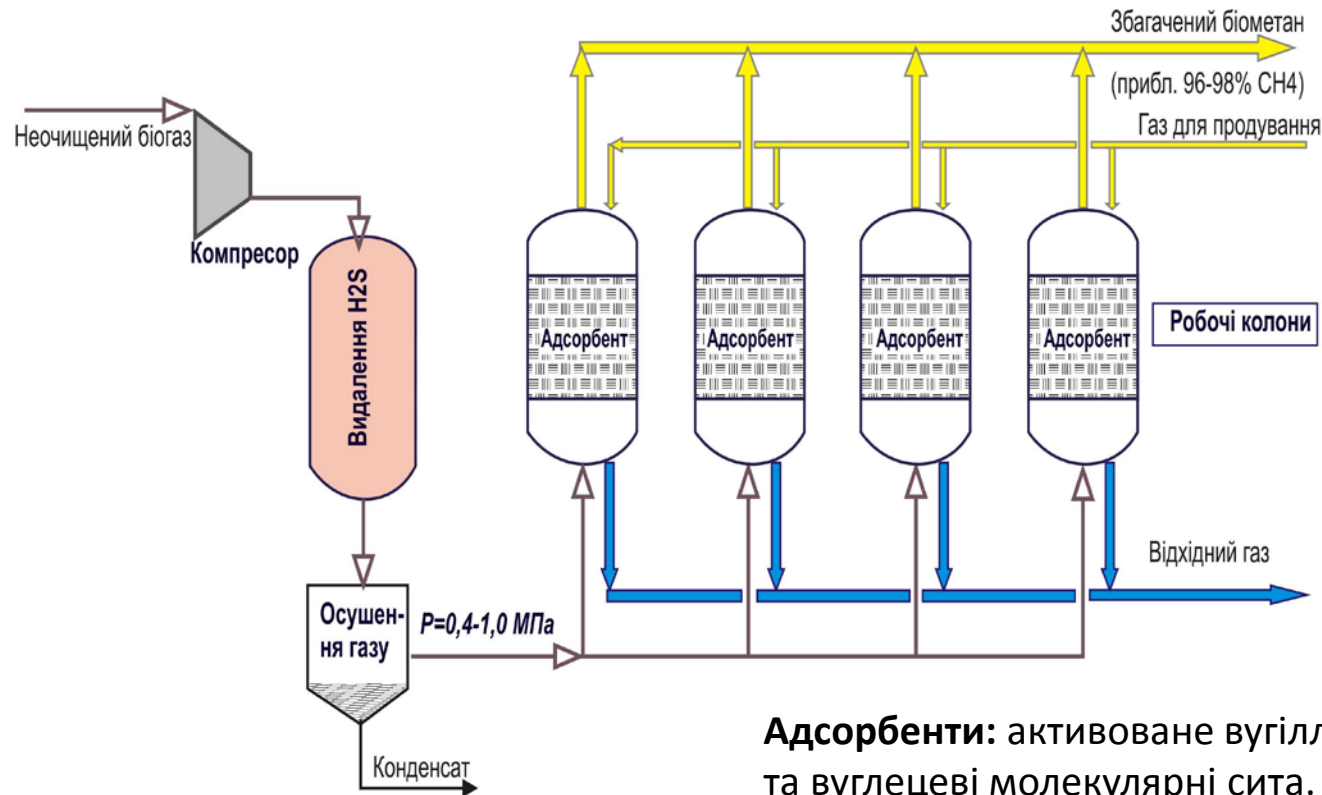 Збагачений біометан
(прибл. 96-98% CH4)
Газ для продування
Неочищений біогаз
Компресор
Видалення H2S
Адсорбент
Адсорбент
Адсорбент
Адсорбент
Робочі колони
Відхідний газ
Осушен-
ня газу
P=0,4-1,0 МПа
Конденсат
Адсорбенти: активоване
та вуглецеві молекулярні сита.